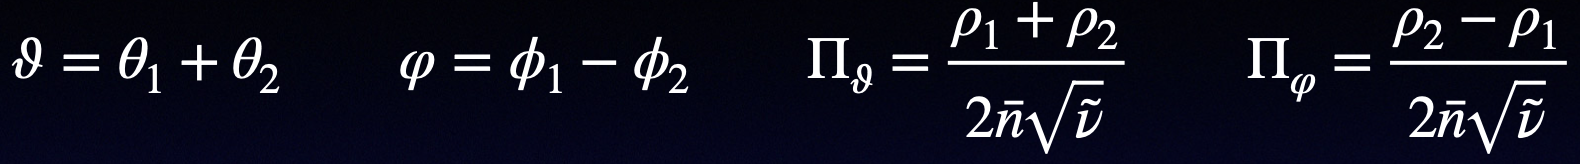 ϑ = θ₁ + θ₂    φ = ϕ₁ − ϕ₂    Π_ϑ = (ρ₁ + ρ₂) / (2n̄√ν̃)    Π_φ = (ρ₂ − ρ₁) / (2n̄√ν̃)